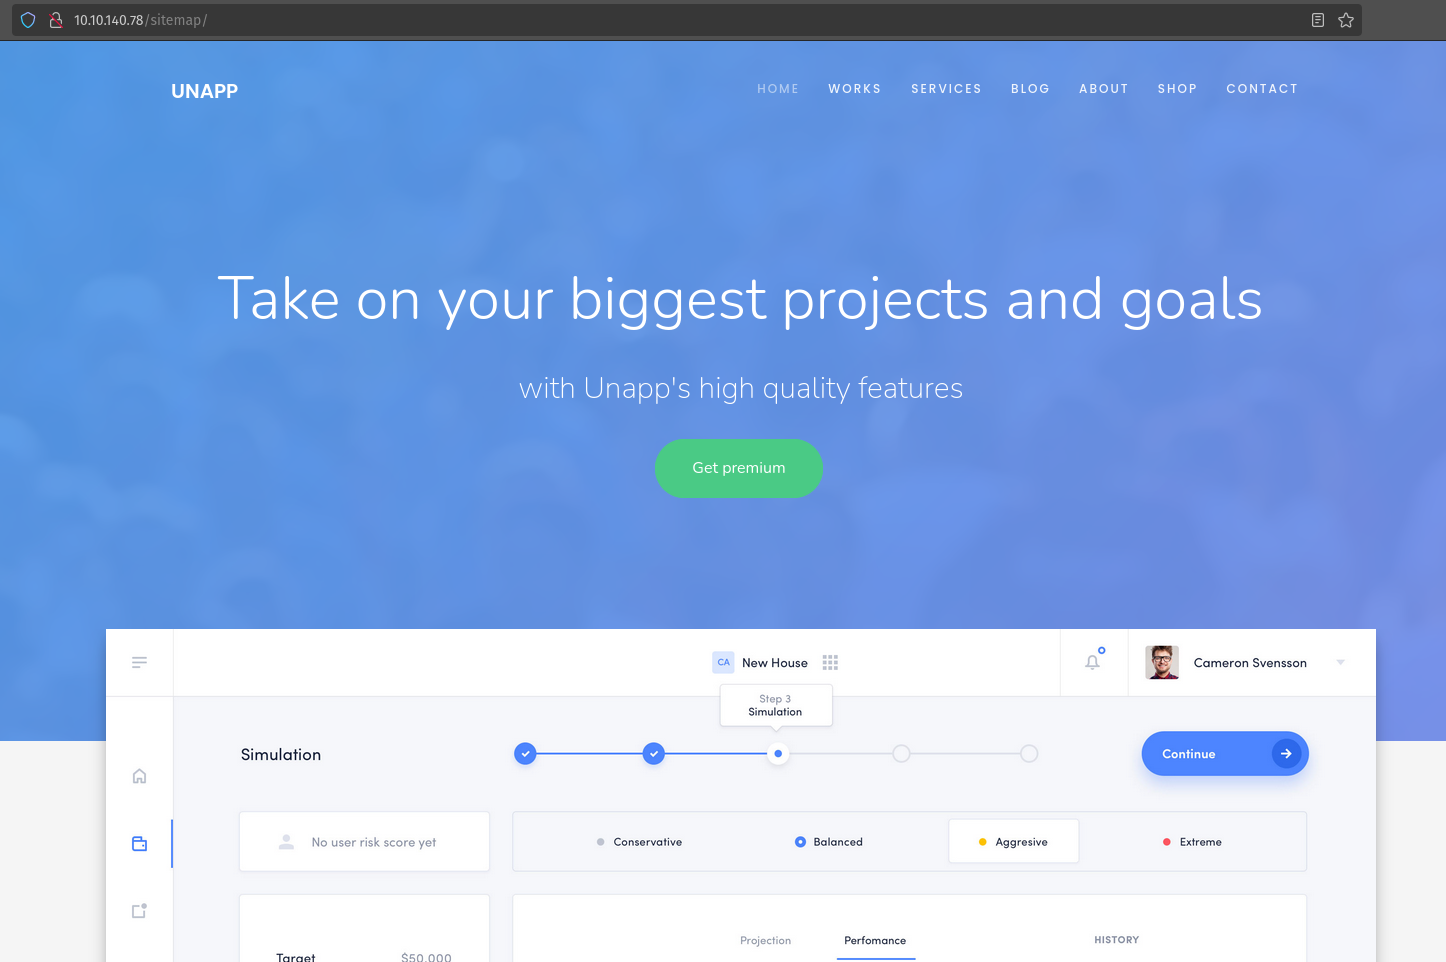 10.10.140.78/sitemap/
UNAPP
HOME WORKS SERVICES BLOG ABOUT SHOP CONTACT
Take on your biggest projects and goals
with Unapp's high quality features
Get premium
CA New House
Cameron Svensson
Step 3
Simulation
Simulation
Continue
No user risk score yet
Conservative Balanced Aggresive Extreme
Projection Perfomance HISTORY
Target $50,000